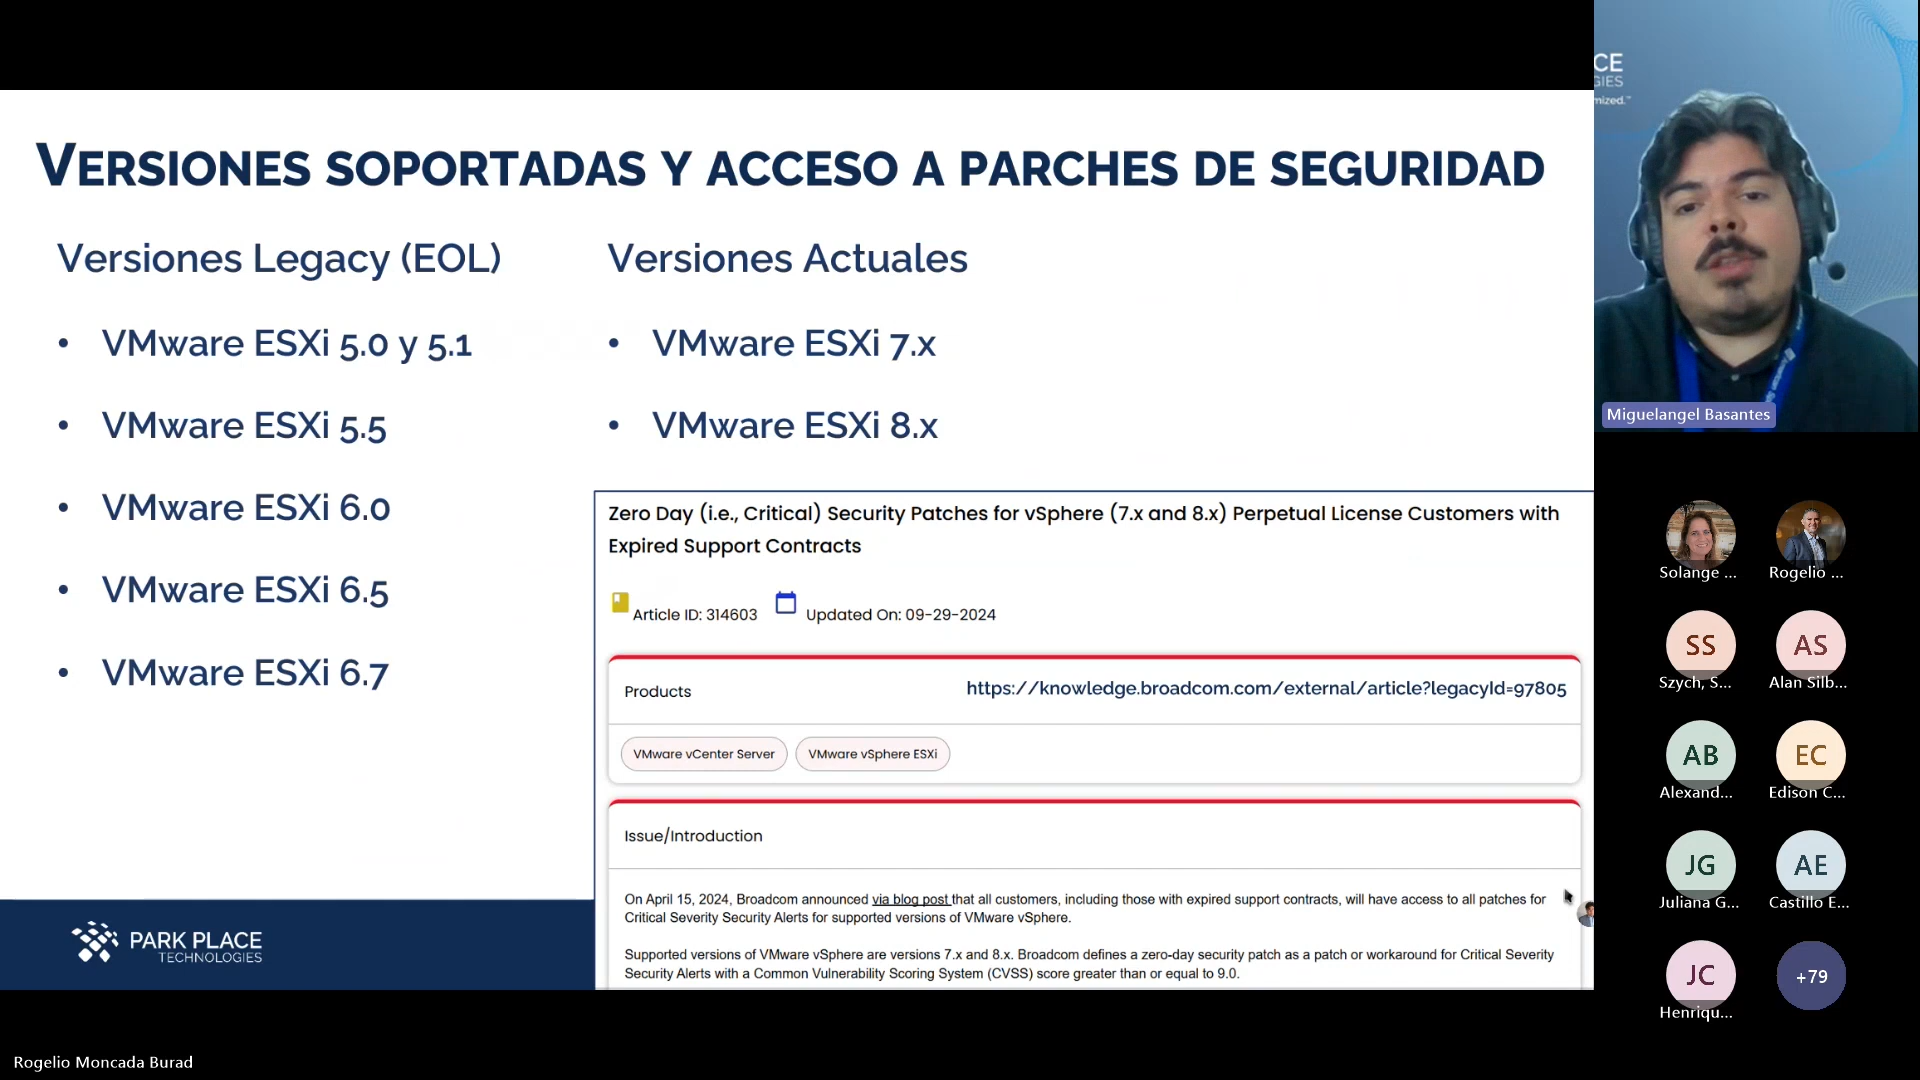 VERSIONES SOPORTADAS Y ACCESO A PARCHES DE SEGURIDAD
Versiones Legacy (EOL)
• VMware ESXi 5.0 y 5.1
• VMware ESXi 5.5
• VMware ESXi 6.0
• VMware ESXi 6.5
• VMware ESXi 6.7
Versiones Actuales
• VMware ESXi 7.x
• VMware ESXi 8.x
Zero Day (i.e., Critical) Security Patches for vSphere (7.x and 8.x) Perpetual License Customers with
Expired Support Contracts
Article ID: 314603 Updated On: 09-29-2024
Products https://knowledge.broadcom.com/external/article?legacyId=97805
VMware vCenter Server VMware vSphere ESXi
Issue/Introduction
On April 15, 2024, Broadcom announced via blog post that all customers, including those with expired support contracts, will have access to all patches for
Critical Severity Security Alerts for supported versions of VMware vSphere.
Supported versions of VMware vSphere are versions 7.x and 8.x. Broadcom defines a zero-day security patch as a patch or workaround for Critical Severity
Security Alerts with a Common Vulnerability Scoring System (CVSS) score greater than or equal to 9.0.
PARK PLACE
TECHNOLOGIES
Rogelio Moncada Burad
CE
GIES
mized.™
Miguelangel Basantes
Solange ... Rogelio ...
SS AS
Szych, S... Alan Silb...
AB EC
Alexand... Edison C...
JG AE
Juliana G... Castillo E...
JC +79
Henriqu...